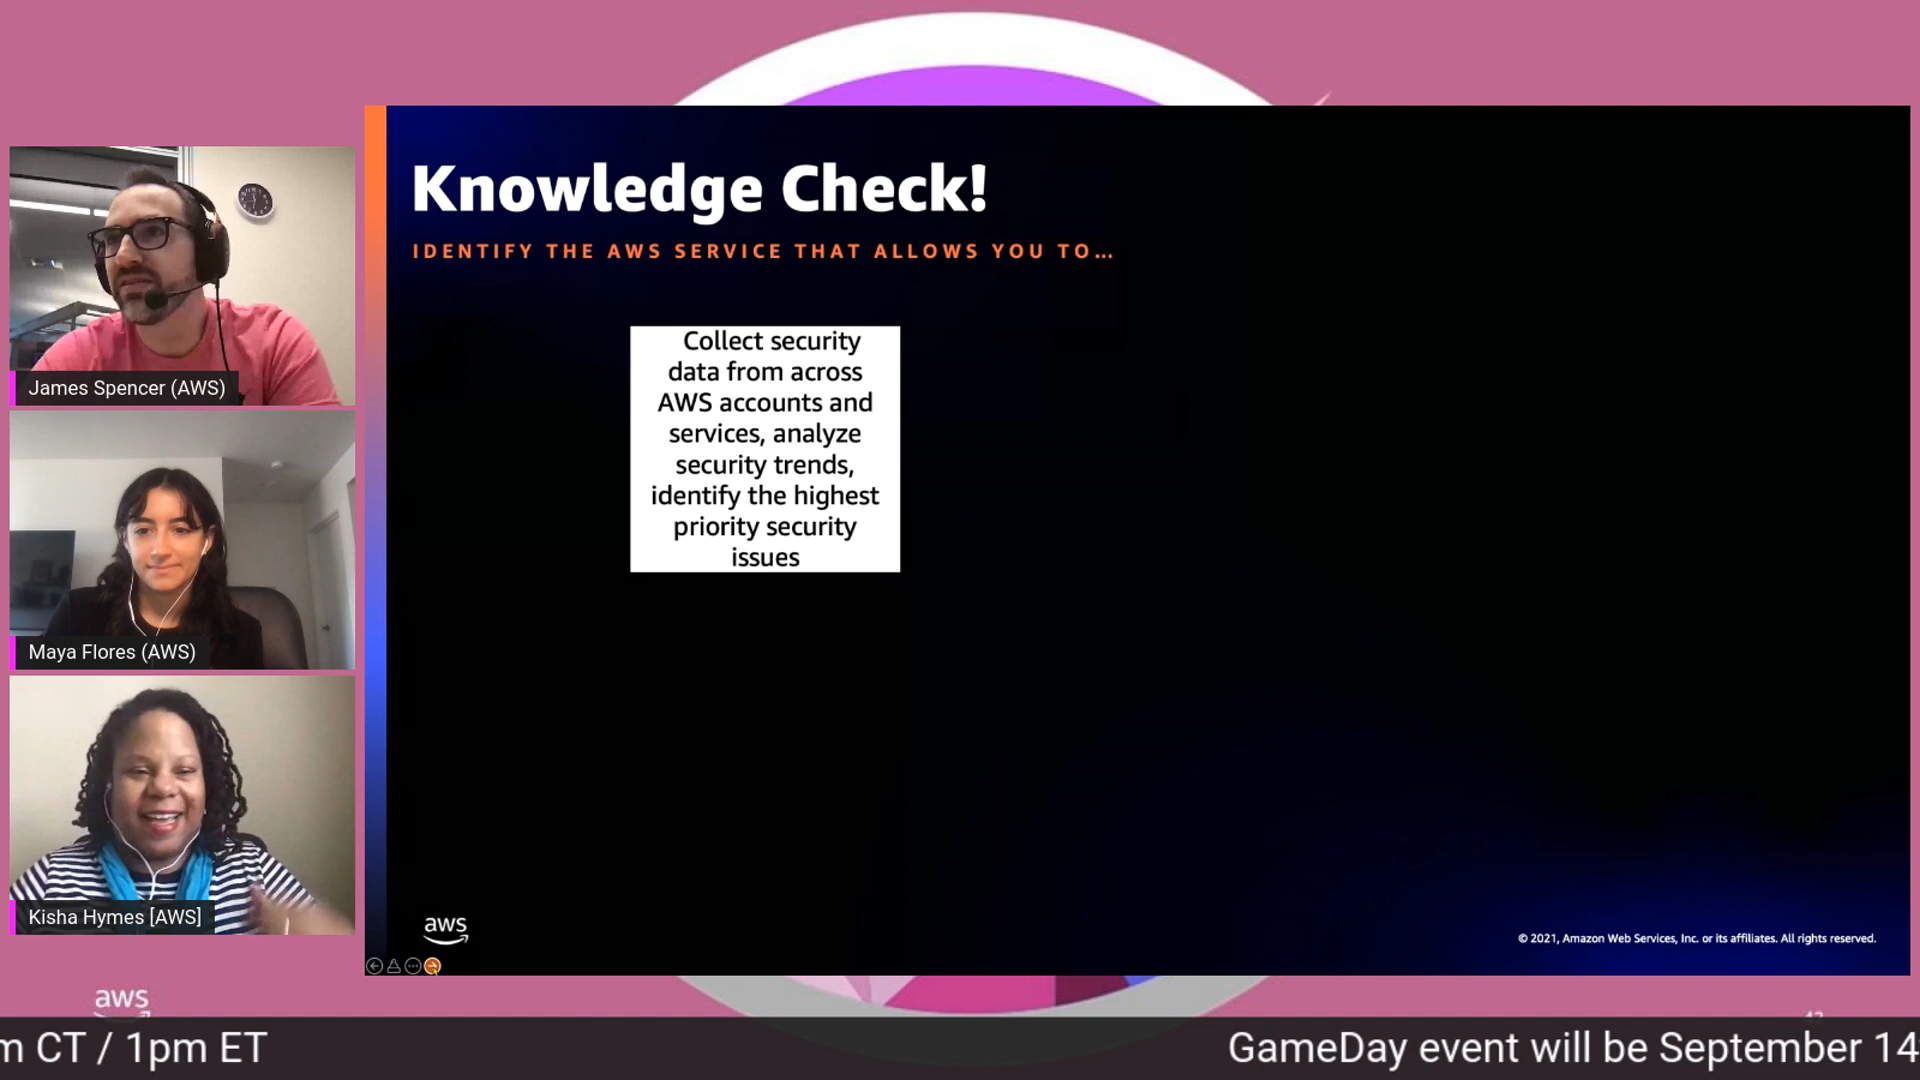 Knowledge Check!
IDENTIFY THE AWS SERVICE THAT ALLOWS YOU TO...
Collect security
data from across
AWS accounts and
services, analyze
security trends,
identify the highest
priority security
issues
James Spencer (AWS)
Maya Flores (AWS)
Kisha Hymes [AWS]
aws
© 2021, Amazon Web Services, Inc. or its affiliates. All rights reserved.
aws
m CT / 1pm ET
GameDay event will be September 14